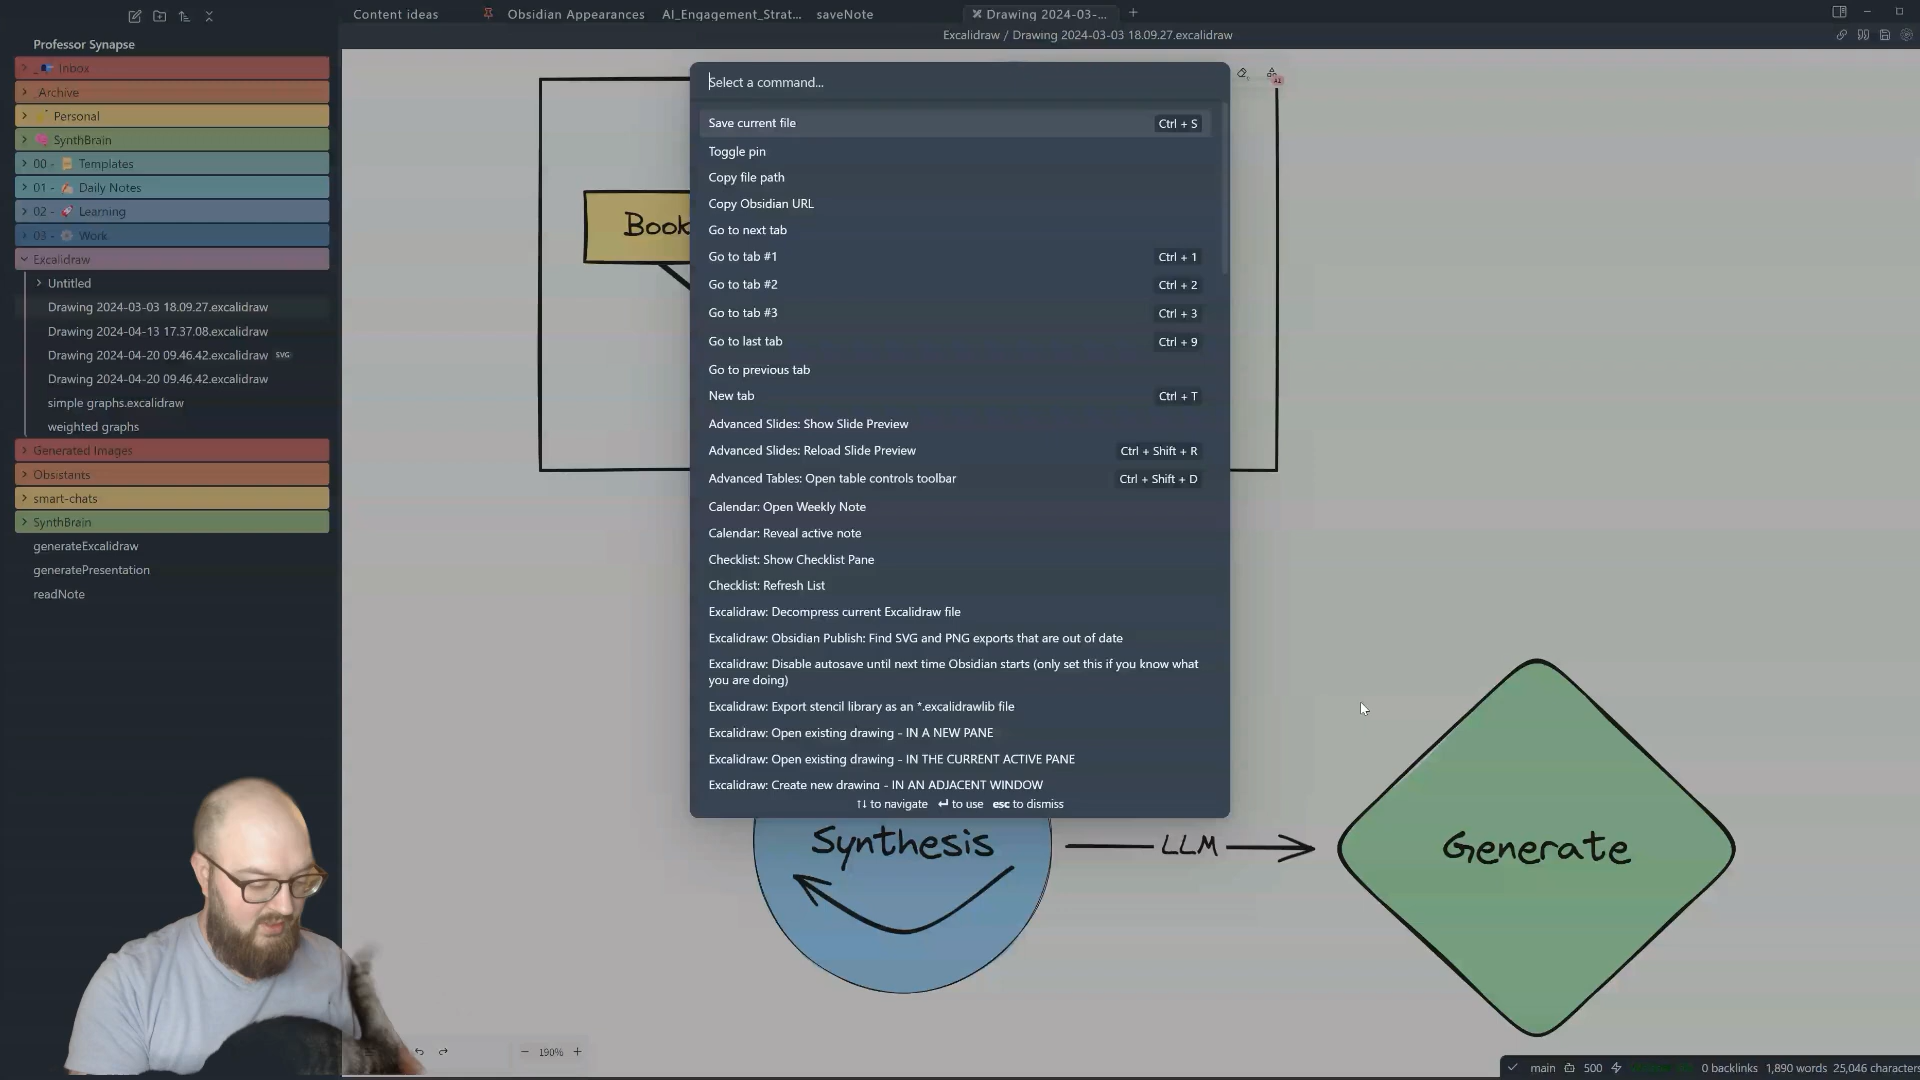 Content ideas
Obsidian Appearances
AI_Engagement_Strat...
saveNote
Drawing 2024-03-...
Excalidraw / Drawing 2024-03-03 18.09.27.excalidraw
Professor Synapse
_ Inbox
_Archive
Personal
SynthBrain
00 - Templates
01 - Daily Notes
02 - Learning
03 - Work
Excalidraw
Untitled
Drawing 2024-03-03 18.09.27.excalidraw
Drawing 2024-04-13 17.37.08.excalidraw
Drawing 2024-04-20 09.46.42.excalidraw SVG
Drawing 2024-04-20 09.46.42.excalidraw
simple graphs.excalidraw
weighted graphs
Generated Images
Obsistants
smart-chats
SynthBrain
generateExcalidraw
generatePresentation
readNote
Select a command...
Save current file Ctrl + S
Toggle pin
Copy file path
Copy Obsidian URL
Go to next tab
Go to tab #1 Ctrl + 1
Go to tab #2 Ctrl + 2
Go to tab #3 Ctrl + 3
Go to last tab Ctrl + 9
Go to previous tab
New tab Ctrl + T
Advanced Slides: Show Slide Preview
Advanced Slides: Reload Slide Preview Ctrl + Shift + R
Advanced Tables: Open table controls toolbar Ctrl + Shift + D
Calendar: Open Weekly Note
Calendar: Reveal active note
Checklist: Show Checklist Pane
Checklist: Refresh List
Excalidraw: Decompress current Excalidraw file
Excalidraw: Obsidian Publish: Find SVG and PNG exports that are out of date
Excalidraw: Disable autosave until next time Obsidian starts (only set this if you know what
you are doing)
Excalidraw: Export stencil library as an *.excalidrawlib file
Excalidraw: Open existing drawing - IN A NEW PANE
Excalidraw: Open existing drawing - IN THE CURRENT ACTIVE PANE
Excalidraw: Create new drawing - IN AN ADJACENT WINDOW
↑↓ to navigate ↵ to use esc to dismiss
AI
Book
Synthesis
LLM
Generate
190%
main 500 0 backlinks 1,890 words 25,046 characters